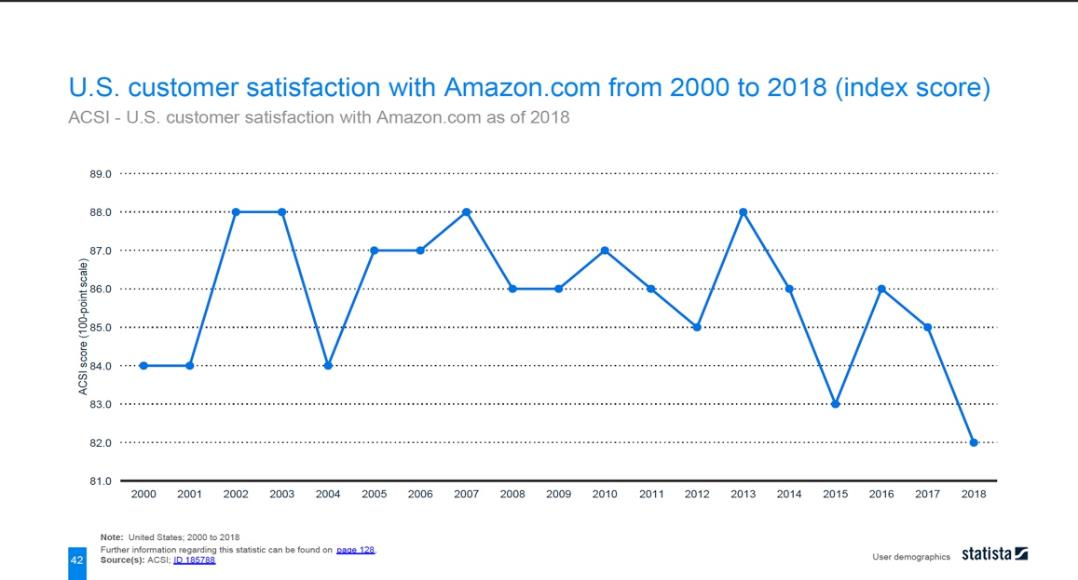 U.S. customer satisfaction with Amazon.com from 2000 to 2018 (index score)
ACSI - U.S. customer satisfaction with Amazon.com as of 2018
ACSI score (100-point scale)
89.0
88.0
87.0
86.0
85.0
84.0
83.0
82.0
81.0
2000 2001 2002 2003 2004 2005 2006 2007 2008 2009 2010 2011 2012 2013 2014 2015 2016 2017 2018
Note: United States; 2000 to 2018
Further information regarding this statistic can be found on page 128.
Source(s): ACSI; ID 185788
42
User demographics
statista